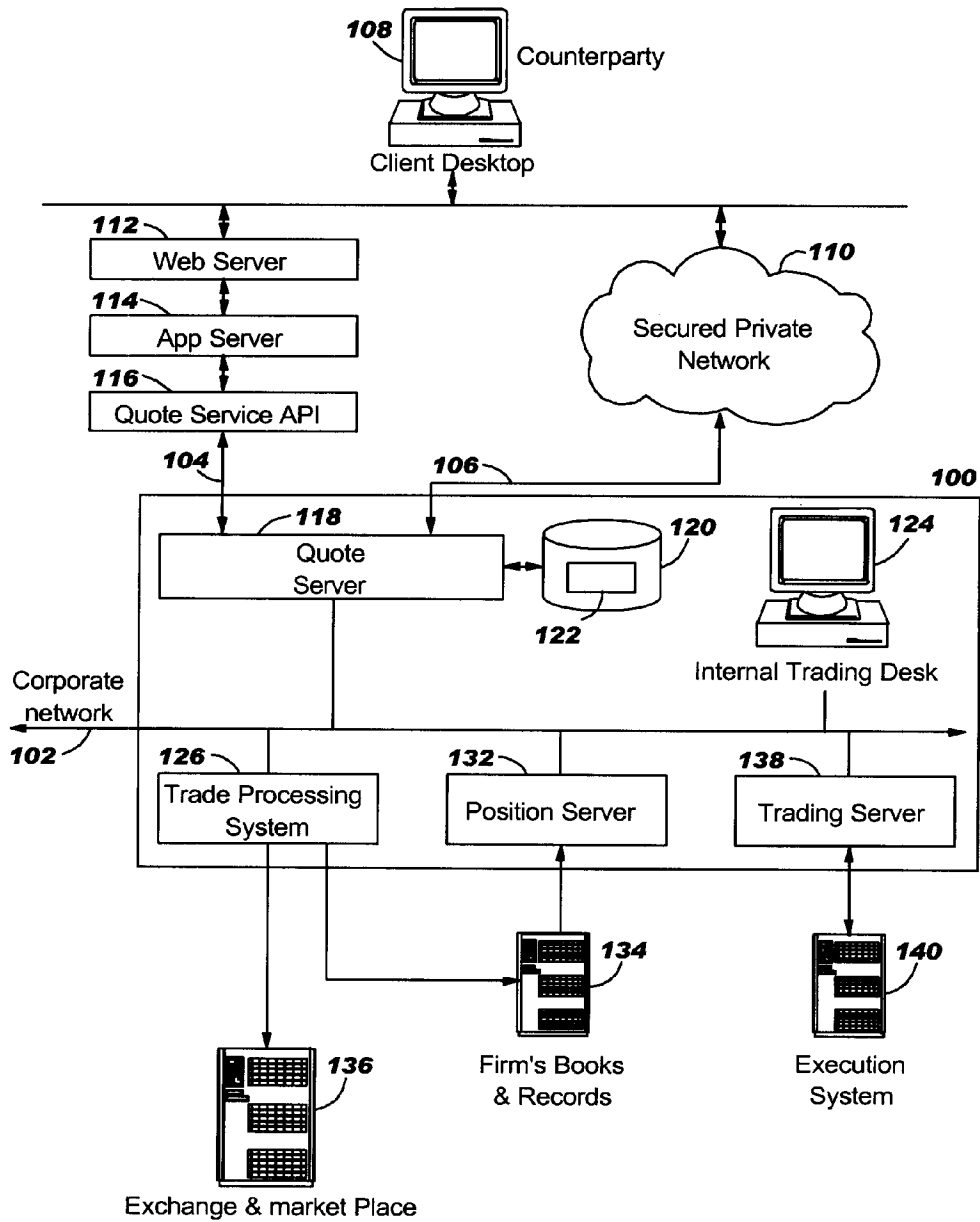 108
Counterparty
Client Desktop
112
Web Server
110
114
App Server
Secured Private
Network
116
Quote Service API
104
106
100
118
Quote
Server
120
122
124
Internal Trading Desk
Corporate
network
102
126
Trade Processing
System
132
Position Server
138
Trading Server
134
Firm's Books
& Records
140
Execution
System
136
Exchange & market Place